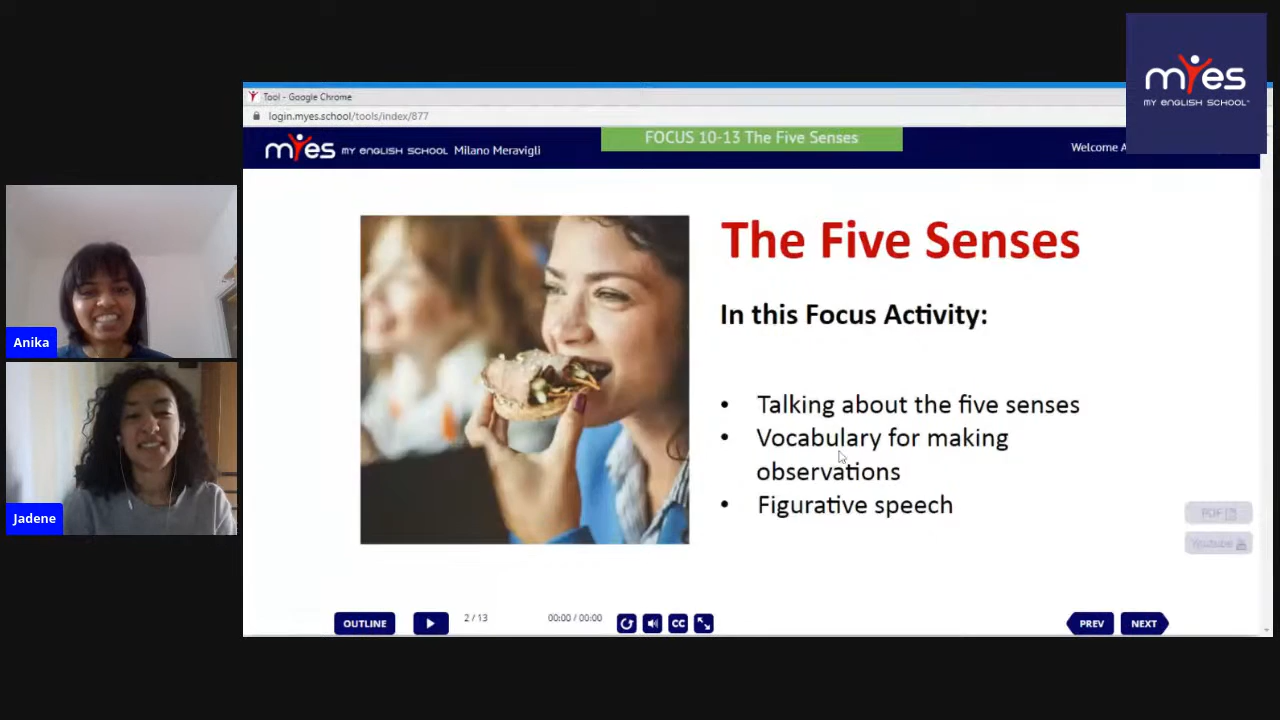 myes
MY ENGLISH SCHOOL
Tool - Google Chrome
login.myes.school/tools/index/877
myes MY ENGLISH SCHOOL Milano Meravigli
FOCUS 10-13 The Five Senses
Welcome A
The Five Senses
In this Focus Activity:
• Talking about the five senses
• Vocabulary for making
observations
• Figurative speech
Anika
Jadene
PDF
Youtube
OUTLINE
2 / 13
00:00 / 00:00
CC
PREV
NEXT